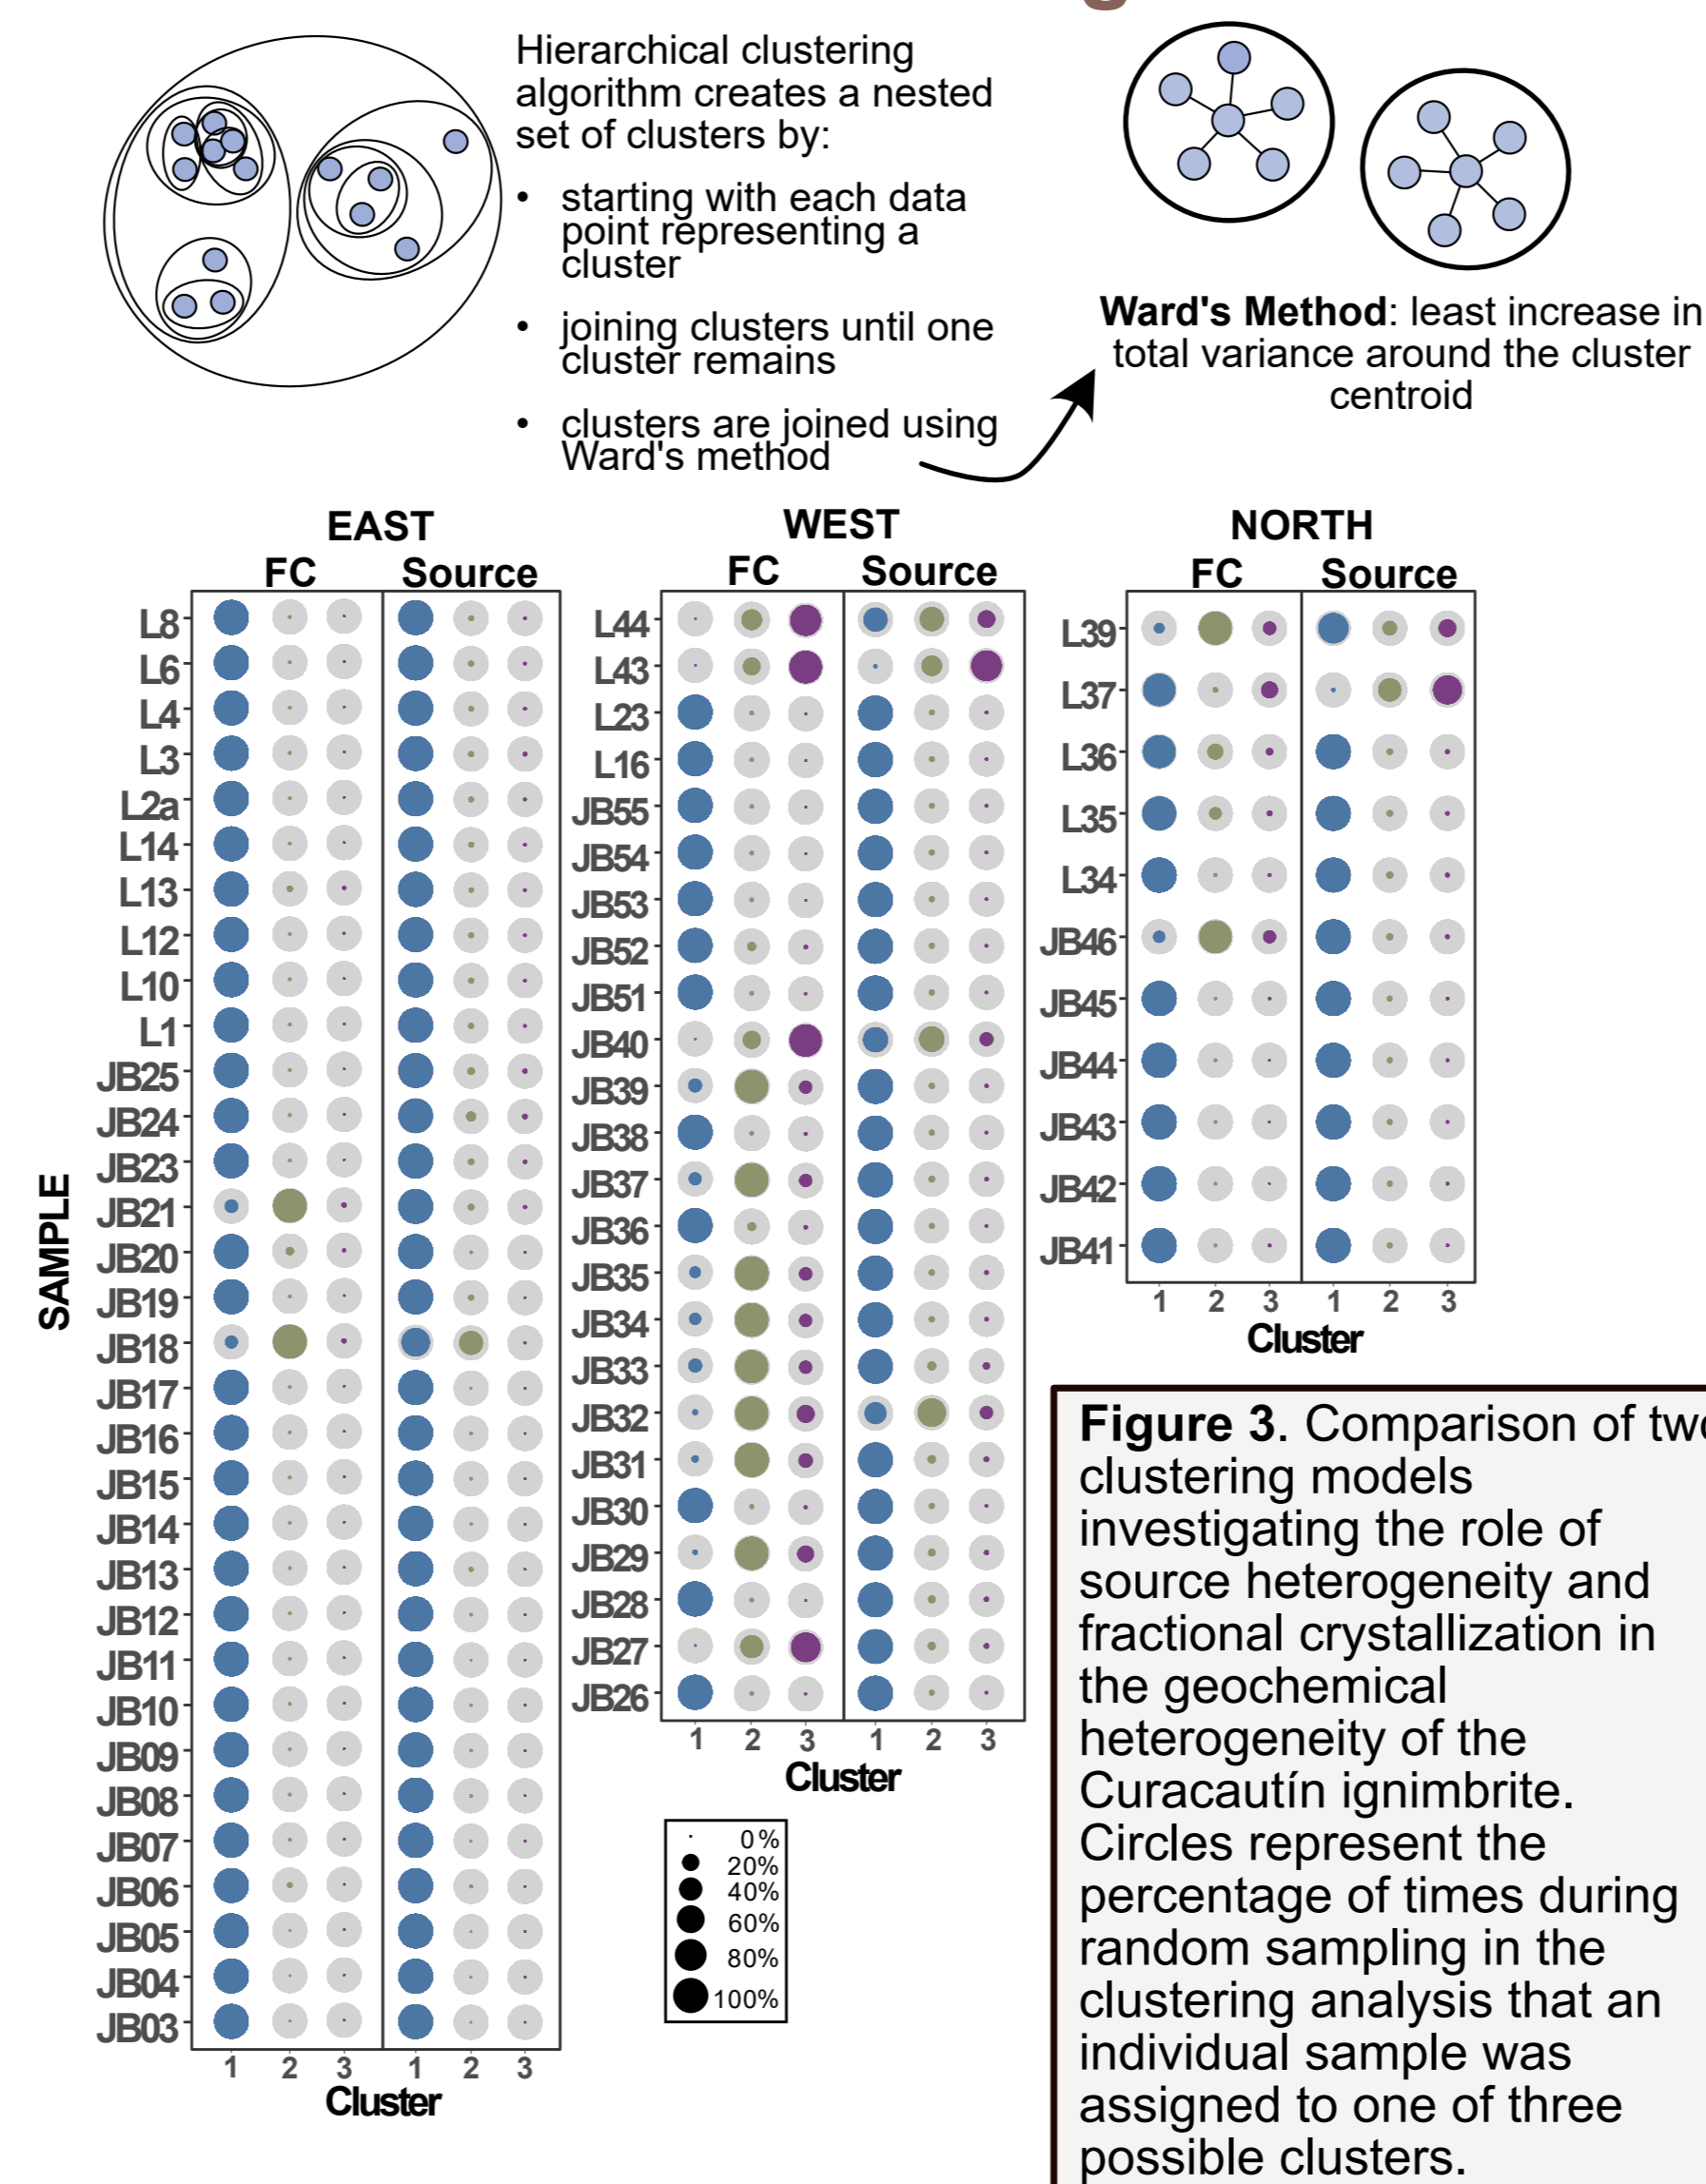 Hierarchical clustering
algorithm creates a nested
set of clusters by:
• starting with each data
point representing a
cluster
• joining clusters until one
cluster remains
• clusters are joined using
Ward's method
Ward's Method: least increase in
total variance around the cluster
centroid
SAMPLE
EAST
FC Source
L8
L6
L4
L3
L2a
L14
L13
L12
L10
L1
JB25
JB24
JB23
JB21
JB20
JB19
JB18
JB17
JB16
JB15
JB14
JB13
JB12
JB11
JB10
JB09
JB08
JB07
JB06
JB05
JB04
JB03
1 2 3 1 2 3
Cluster
WEST
FC Source
L44
L43
L23
L16
JB55
JB54
JB53
JB52
JB51
JB40
JB39
JB38
JB37
JB36
JB35
JB34
JB33
JB32
JB31
JB30
JB29
JB28
JB27
JB26
1 2 3 1 2 3
Cluster
0%
20%
40%
60%
80%
100%
NORTH
FC Source
L39
L37
L36
L35
L34
JB46
JB45
JB44
JB43
JB42
JB41
1 2 3 1 2 3
Cluster
Figure 3. Comparison of
clustering models
investigating the role of
source heterogeneity and
fractional crystallization in
the geochemical
heterogeneity of the
Curacautín ignimbrite.
Circles represent the
percentage of times during
random sampling in the
clustering analysis that an
individual sample was
assigned to one of three
possible clusters.